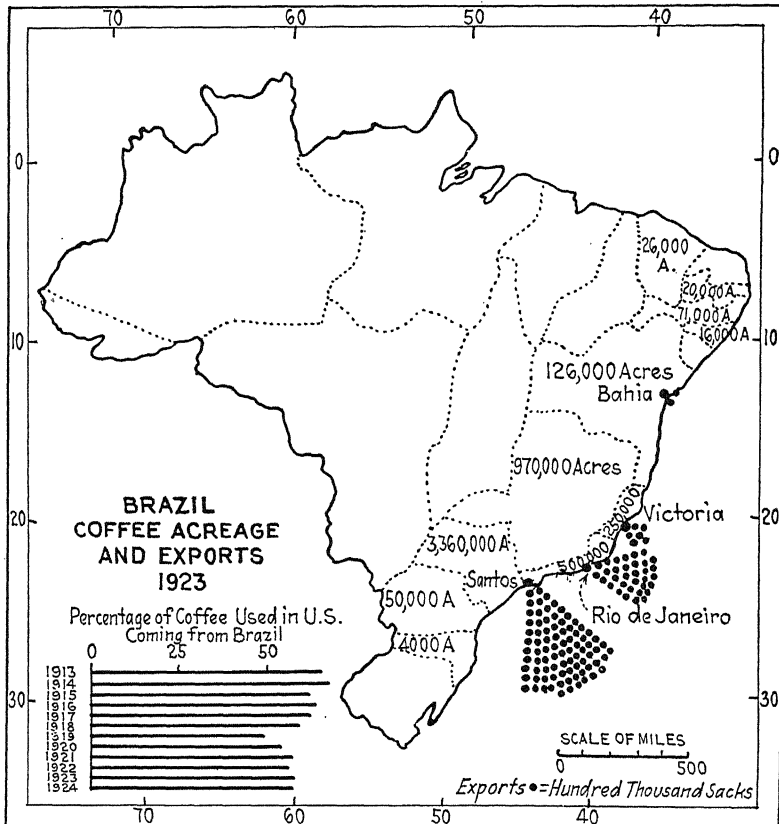 70 60 50 40
0 0
26,000
A.
20,000 A.
71,000 A.
16,000 A
10 10
126,000 Acres
Bahia
970,000 Acres
250,000
Victoria
20 20
3,360,000 A
500,000
Santos
Rio de Janeiro
50,000 A
4000 A
BRAZIL
COFFEE ACREAGE
AND EXPORTS
1923
Percentage of Coffee Used in U.S.
Coming from Brazil
0 25 50
1913
1914
1915
1916
1917
1918
1919
1920
1921
1922
1923
1924
30 30
SCALE OF MILES
0 500
Exports ●=Hundred Thousand Sacks
70 60 50 40